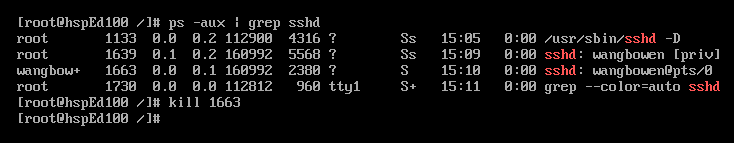 [root@hspEd100 /]# ps -aux | grep sshd
root      1133  0.0  0.2 112900  4316 ?        Ss   15:05   0:00 /usr/sbin/sshd -D
root      1639  0.1  0.2 160992  5568 ?        Ss   15:09   0:00 sshd: wangbowen [priv]
wangbow+  1663  0.0  0.1 160992  2380 ?        S    15:10   0:00 sshd: wangbowen@pts/0
root      1730  0.0  0.0 112812   960 tty1     S+   15:11   0:00 grep --color=auto sshd
[root@hspEd100 /]# kill 1663
[root@hspEd100 /]#